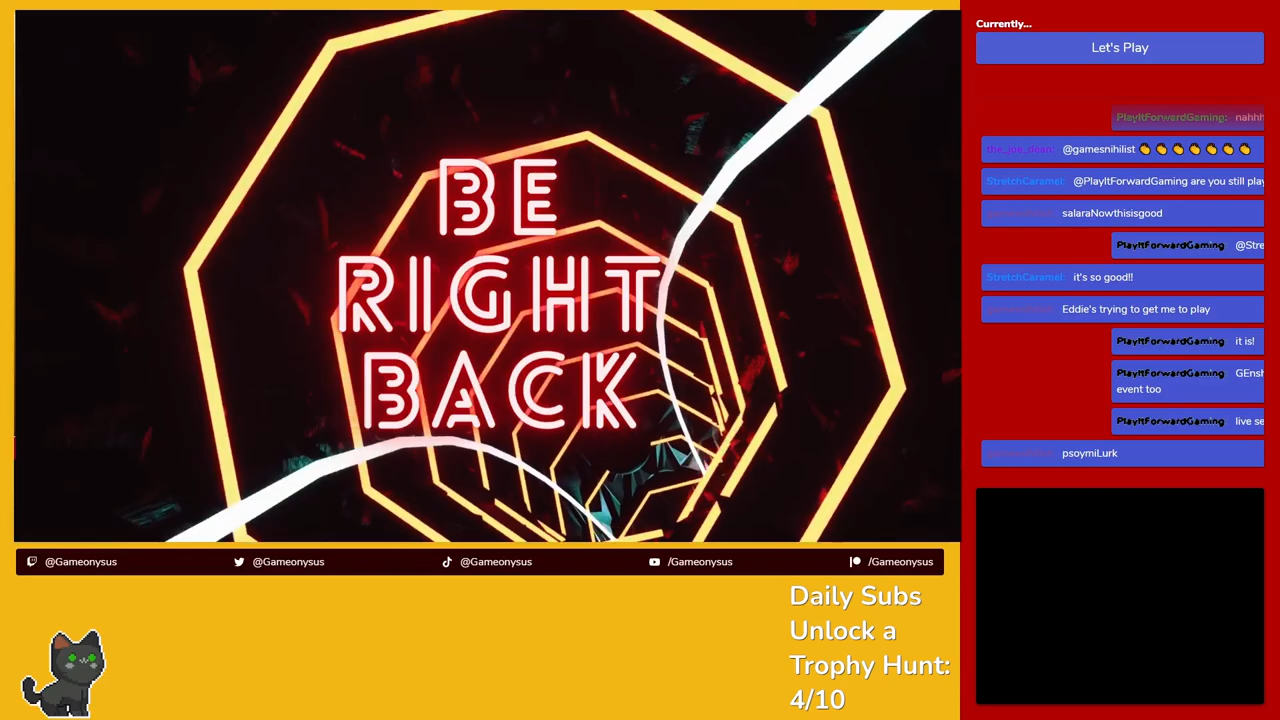 BE
RIGHT
BACK
@Gameonysus
@Gameonysus
@Gameonysus
/Gameonysus
/Gameonysus
Daily Subs
Unlock a
Trophy Hunt:
4/10
Currently...
Let's Play
PlayItForwardGaming: nahhh
the_joe_dean: @gamesnihilist
StretchCaramel: @PlayItForwardGaming are you still play
salaraNowthisisgood
PlayItForwardGaming @Stre
StretchCaramel: it's so good!!
Eddie's trying to get me to play
PlayItForwardGaming it is!
PlayItForwardGaming GEnsh
event too
PlayItForwardGaming live se
psoymiLurk